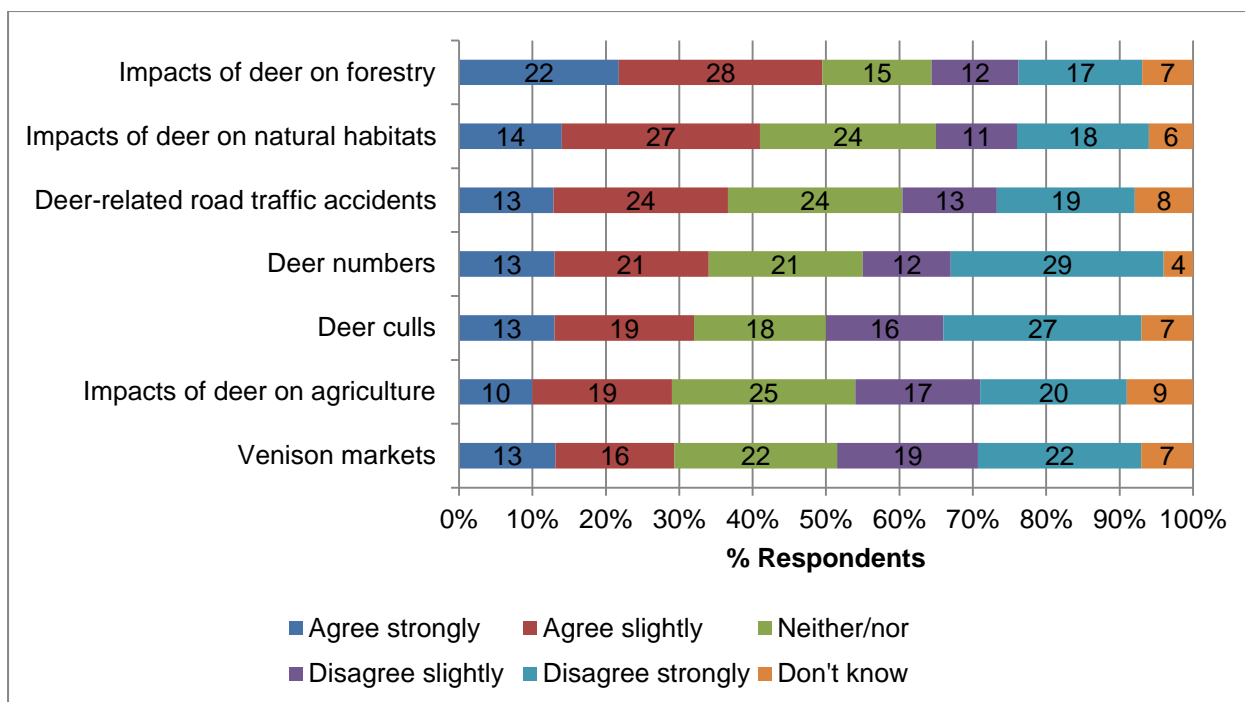 Impacts of deer on forestry 22 28 15 12 17 7
Impacts of deer on natural habitats 14 27 24 11 18 6
Deer-related road traffic accidents 13 24 24 13 19 8
Deer numbers 13 21 21 12 29 4
Deer culls 13 19 18 16 27 7
Impacts of deer on agriculture 10 19 25 17 20 9
Venison markets 13 16 22 19 22 7
0% 10% 20% 30% 40% 50% 60% 70% 80% 90% 100%
% Respondents
Agree strongly Agree slightly Neither/nor
Disagree slightly Disagree strongly Don't know